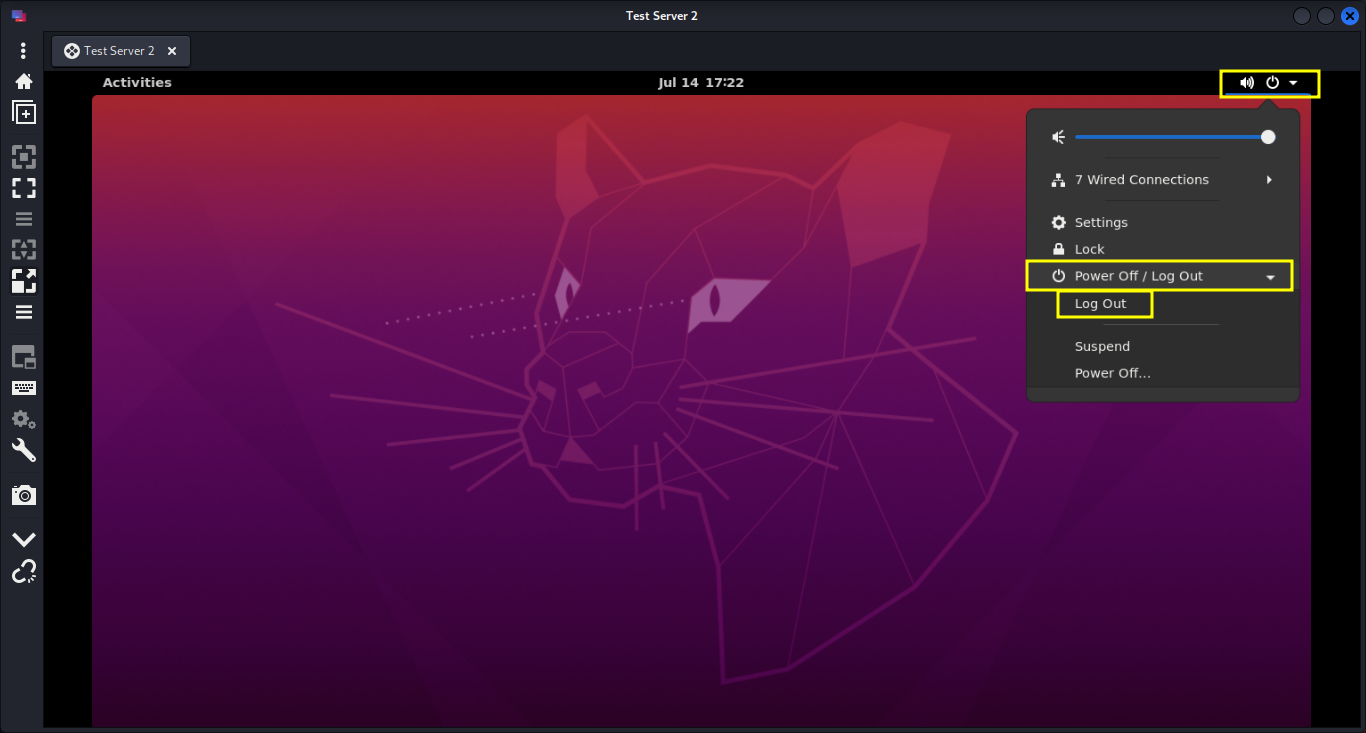 Test Server 2
Test Server 2
Activities
Jul 14 17:22
7 Wired Connections
Settings
Lock
Power Off / Log Out
Log Out
Suspend
Power Off...